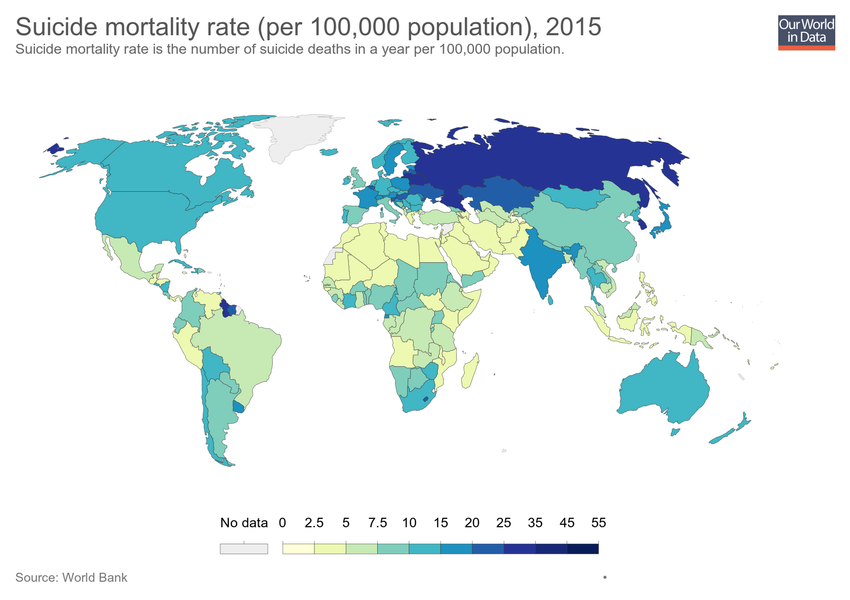 Suicide mortality rate (per 100,000 population), 2015
Suicide mortality rate is the number of suicide deaths in a year per 100,000 population.
Our World
in Data
No data 0 2.5 5 7.5 10 15 20 25 35 45 55
Source: World Bank